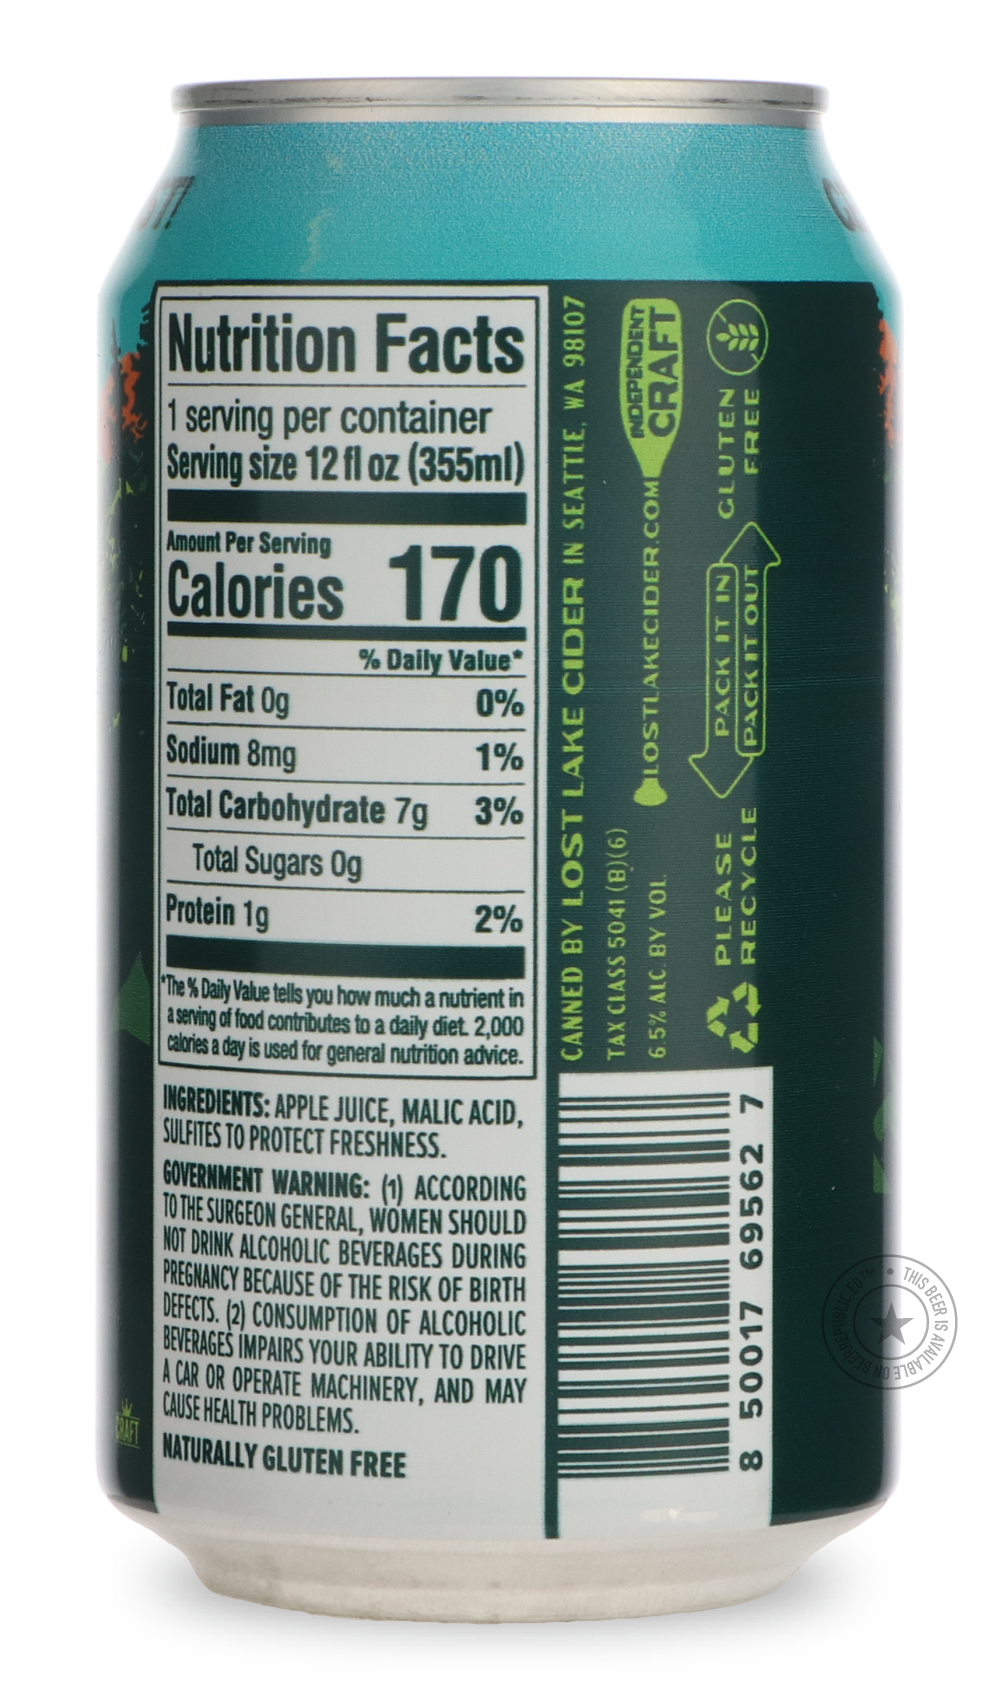 Nutrition Facts
1 serving per container
Serving size 12 fl oz (355ml)
Amount Per Serving
Calories 170
% Daily Value*
Total Fat 0g 0%
Sodium 8mg 1%
Total Carbohydrate 7g 3%
Total Sugars 0g
Protein 1g 2%
*The % Daily Value tells you how much a nutrient in
a serving of food contributes to a daily diet. 2,000
calories a day is used for general nutrition advice.
INGREDIENTS: APPLE JUICE, MALIC ACID,
SULFITES TO PROTECT FRESHNESS.
GOVERNMENT WARNING: (1) ACCORDING
TO THE SURGEON GENERAL, WOMEN SHOULD
NOT DRINK ALCOHOLIC BEVERAGES DURING
PREGNANCY BECAUSE OF THE RISK OF BIRTH
DEFECTS. (2) CONSUMPTION OF ALCOHOLIC
BEVERAGES IMPAIRS YOUR ABILITY TO DRIVE
A CAR OR OPERATE MACHINERY, AND MAY
CAUSE HEALTH PROBLEMS.
NATURALLY GLUTEN FREE
CANNED BY LOST LAKE CIDER IN SEATTLE, WA 98107
TAX CLASS 5041 (B)(6)
6.5% ALC. BY VOL.
LOSTLAKECIDER.COM
INDEPENDENT
CRAFT
PLEASE
RECYCLE
PACK IT IN
PACK IT OUT
GLUTEN
FREE
8 50017 69562 7
CRAFT
THIS BEER IS AVAILABLE ON BEERREPUBLIC.EU™